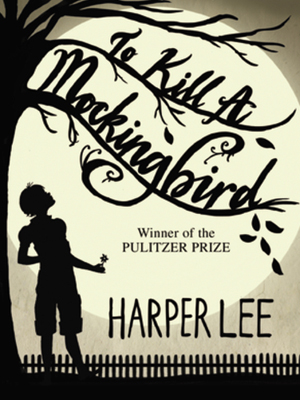 To Kill A
Mockingbird
Winner of the
PULITZER PRIZE
HARPER LEE